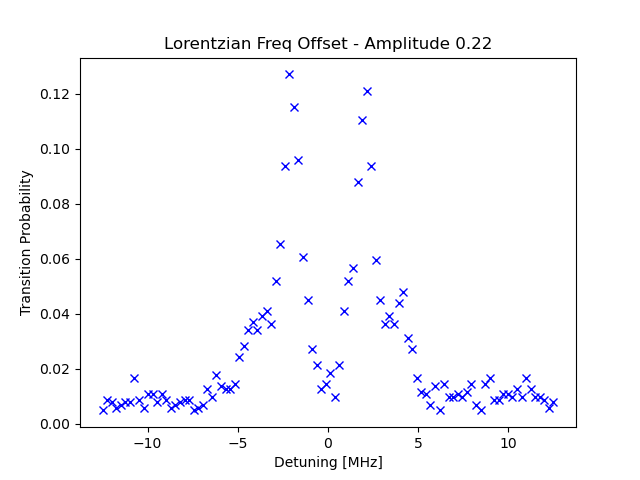 Lorentzian Freq Offset - Amplitude 0.22
Transition Probability
0.12
0.10
0.08
0.06
0.04
0.02
0.00
−10 −5 0 5 10
Detuning [MHz]